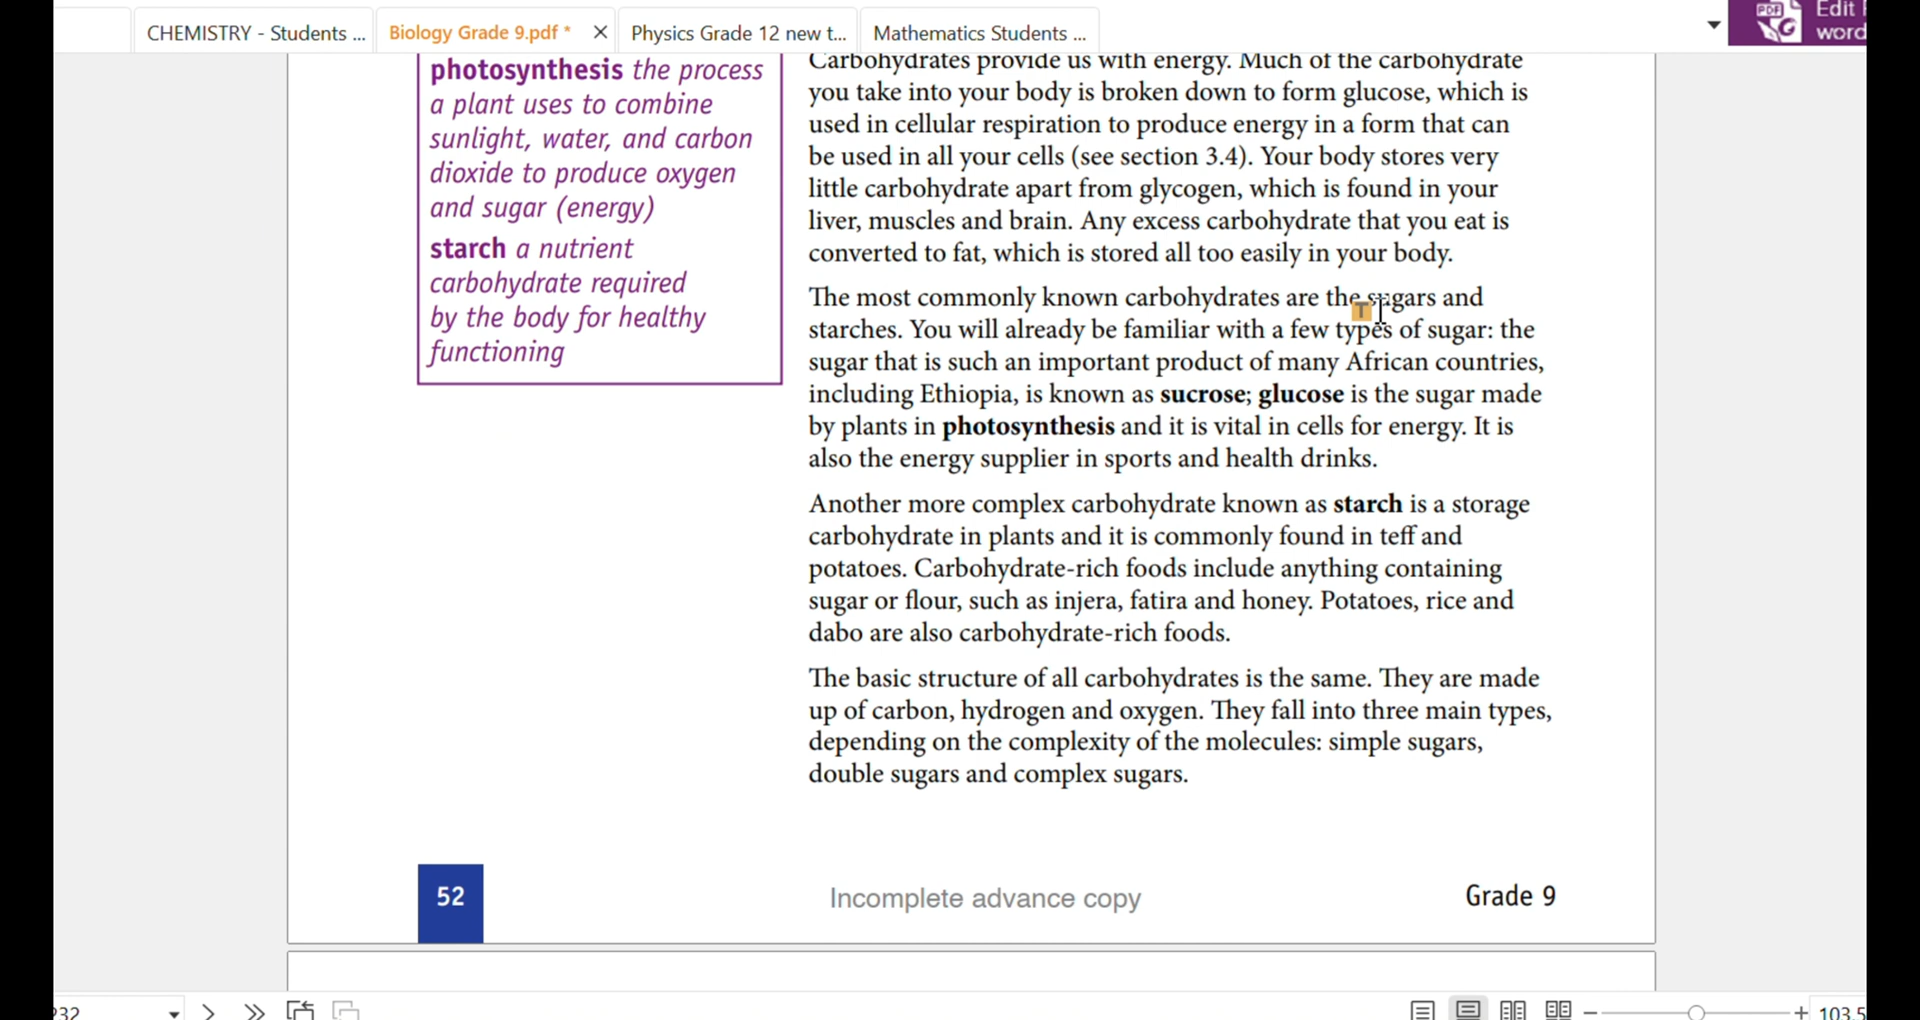 CHEMISTRY - Students ...
Biology Grade 9.pdf *
Physics Grade 12 new t...
Mathematics Students ...
Edit
word
photosynthesis the process
a plant uses to combine
sunlight, water, and carbon
dioxide to produce oxygen
and sugar (energy)
starch a nutrient
carbohydrate required
by the body for healthy
functioning
Carbohydrates provide us with energy. Much of the carbohydrate
you take into your body is broken down to form glucose, which is
used in cellular respiration to produce energy in a form that can
be used in all your cells (see section 3.4). Your body stores very
little carbohydrate apart from glycogen, which is found in your
liver, muscles and brain. Any excess carbohydrate that you eat is
converted to fat, which is stored all too easily in your body.
The most commonly known carbohydrates are the sugars and
starches. You will already be familiar with a few types of sugar: the
sugar that is such an important product of many African countries,
including Ethiopia, is known as sucrose; glucose is the sugar made
by plants in photosynthesis and it is vital in cells for energy. It is
also the energy supplier in sports and health drinks.
Another more complex carbohydrate known as starch is a storage
carbohydrate in plants and it is commonly found in teff and
potatoes. Carbohydrate-rich foods include anything containing
sugar or flour, such as injera, fatira and honey. Potatoes, rice and
dabo are also carbohydrate-rich foods.
The basic structure of all carbohydrates is the same. They are made
up of carbon, hydrogen and oxygen. They fall into three main types,
depending on the complexity of the molecules: simple sugars,
double sugars and complex sugars.
52
Incomplete advance copy
Grade 9